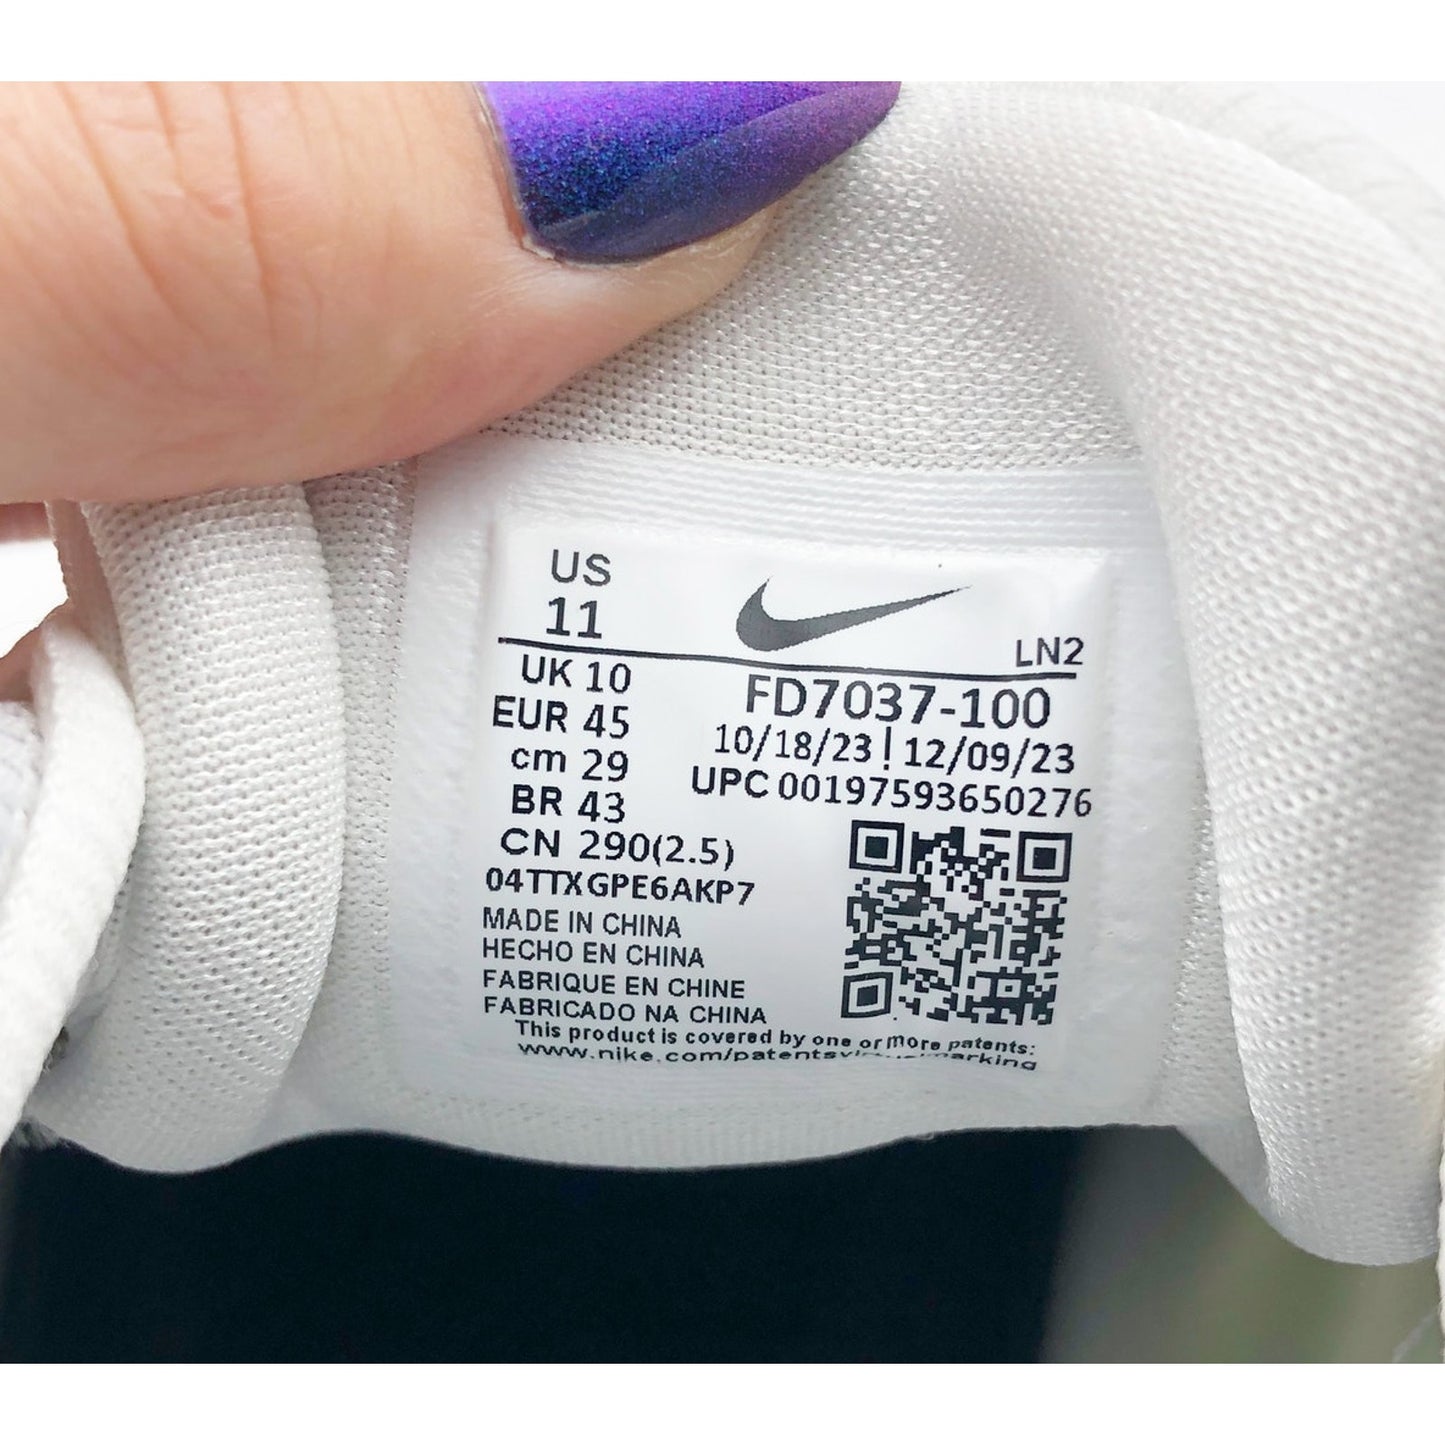 US
11
LN2
UK 10
EUR 45
cm 29
BR 43
CN 290(2.5)
FD7037-100
10/18/23 | 12/09/23
UPC 00197593650276
04TTXGPE6AKP7
MADE IN CHINA
HECHO EN CHINA
FABRIQUE EN CHINE
FABRICADO NA CHINA
This product is covered by one or more patents: